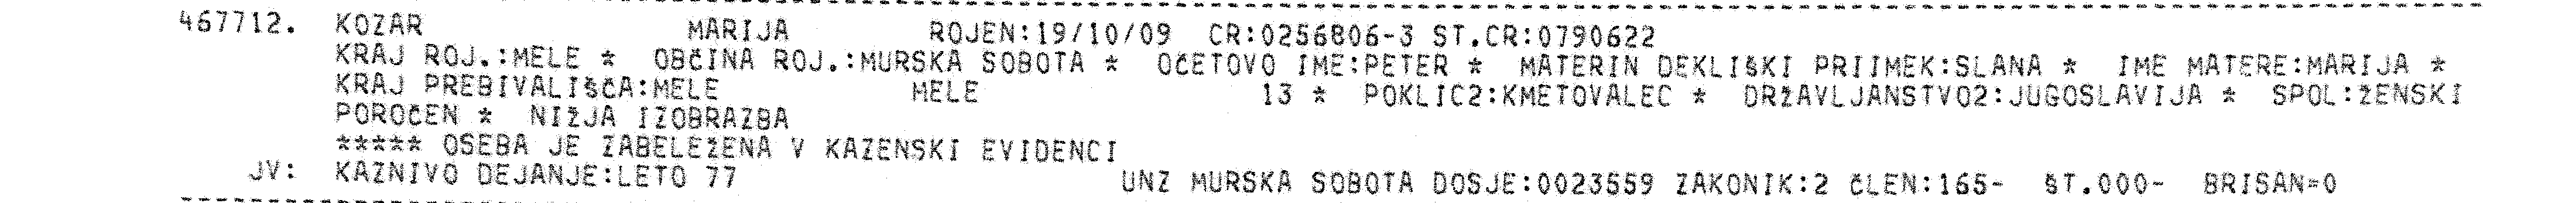 467712. KOZAR MARIJA ROJEN:19/10/09 CR:0256806-3 ST.CR:0790622
KRAJ ROJ.:MELE * OBČINA ROJ.:MURSKA SOBOTA * OČETOVO IME:PETER * MATERIN DEKLIŠKI PRIIMEK:SLANA * IME MATERE:MARIJA *
KRAJ PREBIVALIŠČA:MELE MELE 13 * POKLIC2:KMETOVALEC * DRŽAVLJANSTVO2:JUGOSLAVIJA * SPOL:ŽENSKI
POROČEN * NIŽJA IZOBRAZBA
***** OSEBA JE ZABELEŽENA V KAZENSKI EVIDENCI
JV: KAZNIVO DEJANJE:LETO 77 UNZ MURSKA SOBOTA DOSJE:0023559 ZAKONIK:2 ČLEN:165- ŠT.000- BRISAN=0